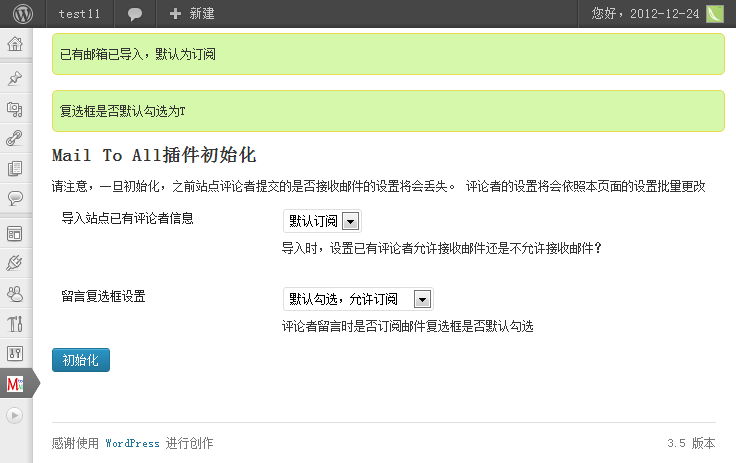 test11 新建 您好,2012-12-24
已有邮箱已导入,默认为订阅
复选框是否默认勾选为T
Mail To All插件初始化
请注意,一旦初始化,之前站点评论者提交的是否接收邮件的设置将会丢失。 评论者的设置将会依照本页面的设置批量更改
导入站点已有评论者信息 默认订阅
导入时,设置已有评论者允许接收邮件还是不允许接收邮件?
留言复选框设置 默认勾选,允许订阅
评论者留言时是否订阅邮件复选框是否默认勾选
初始化
感谢使用 WordPress 进行创作 3.5 版本